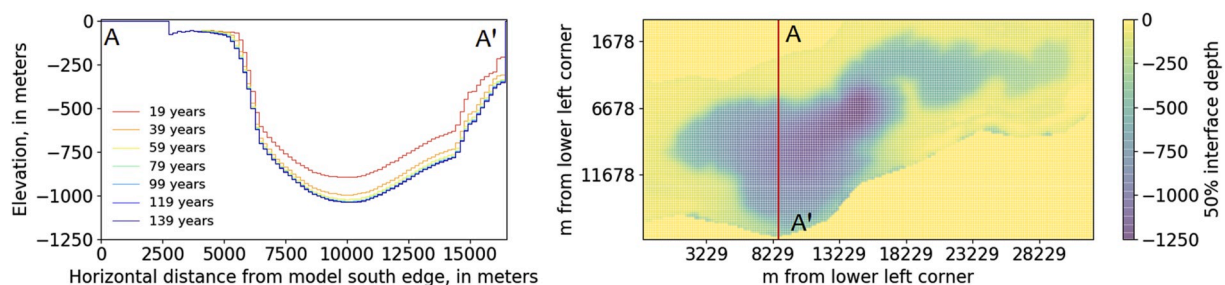 0
−250
−500
−750
−1000
−1250
Elevation, in meters
A
A'
19 years
39 years
59 years
79 years
99 years
119 years
139 years
0 2500 5000 7500 10000 12500 15000
Horizontal distance from model south edge, in meters
1678
6678
11678
m from lower left corner
A
A'
3229 8229 13229 18229 23229 28229
m from lower left corner
0
−250
−500
−750
−1000
−1250
50% interface depth